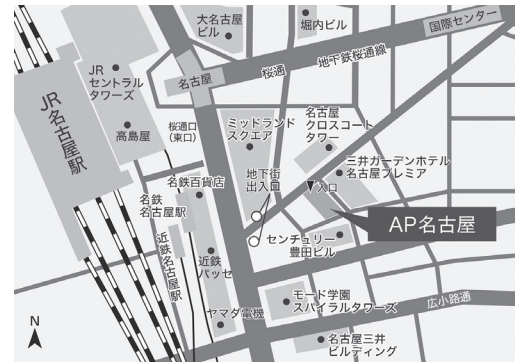 大名古屋
ビル
堀内ビル
国際センター
地下鉄桜通線
桜通
名古屋
JR
セントラル
タワーズ
JR名古屋駅
高島屋
桜通口
(東口)
ミッドランド
スクエア
名古屋
クロスコート
タワー
三井ガーデンホテル
名古屋プレミア
地下街
出入口
入口
名鉄百貨店
名鉄
名古屋駅
AP名古屋
センチュリー
豊田ビル
近鉄名古屋駅
近鉄
パッセ
モード学園
スパイラルタワーズ
広小路通
ヤマダ電機
名古屋三井
ビルディング
N